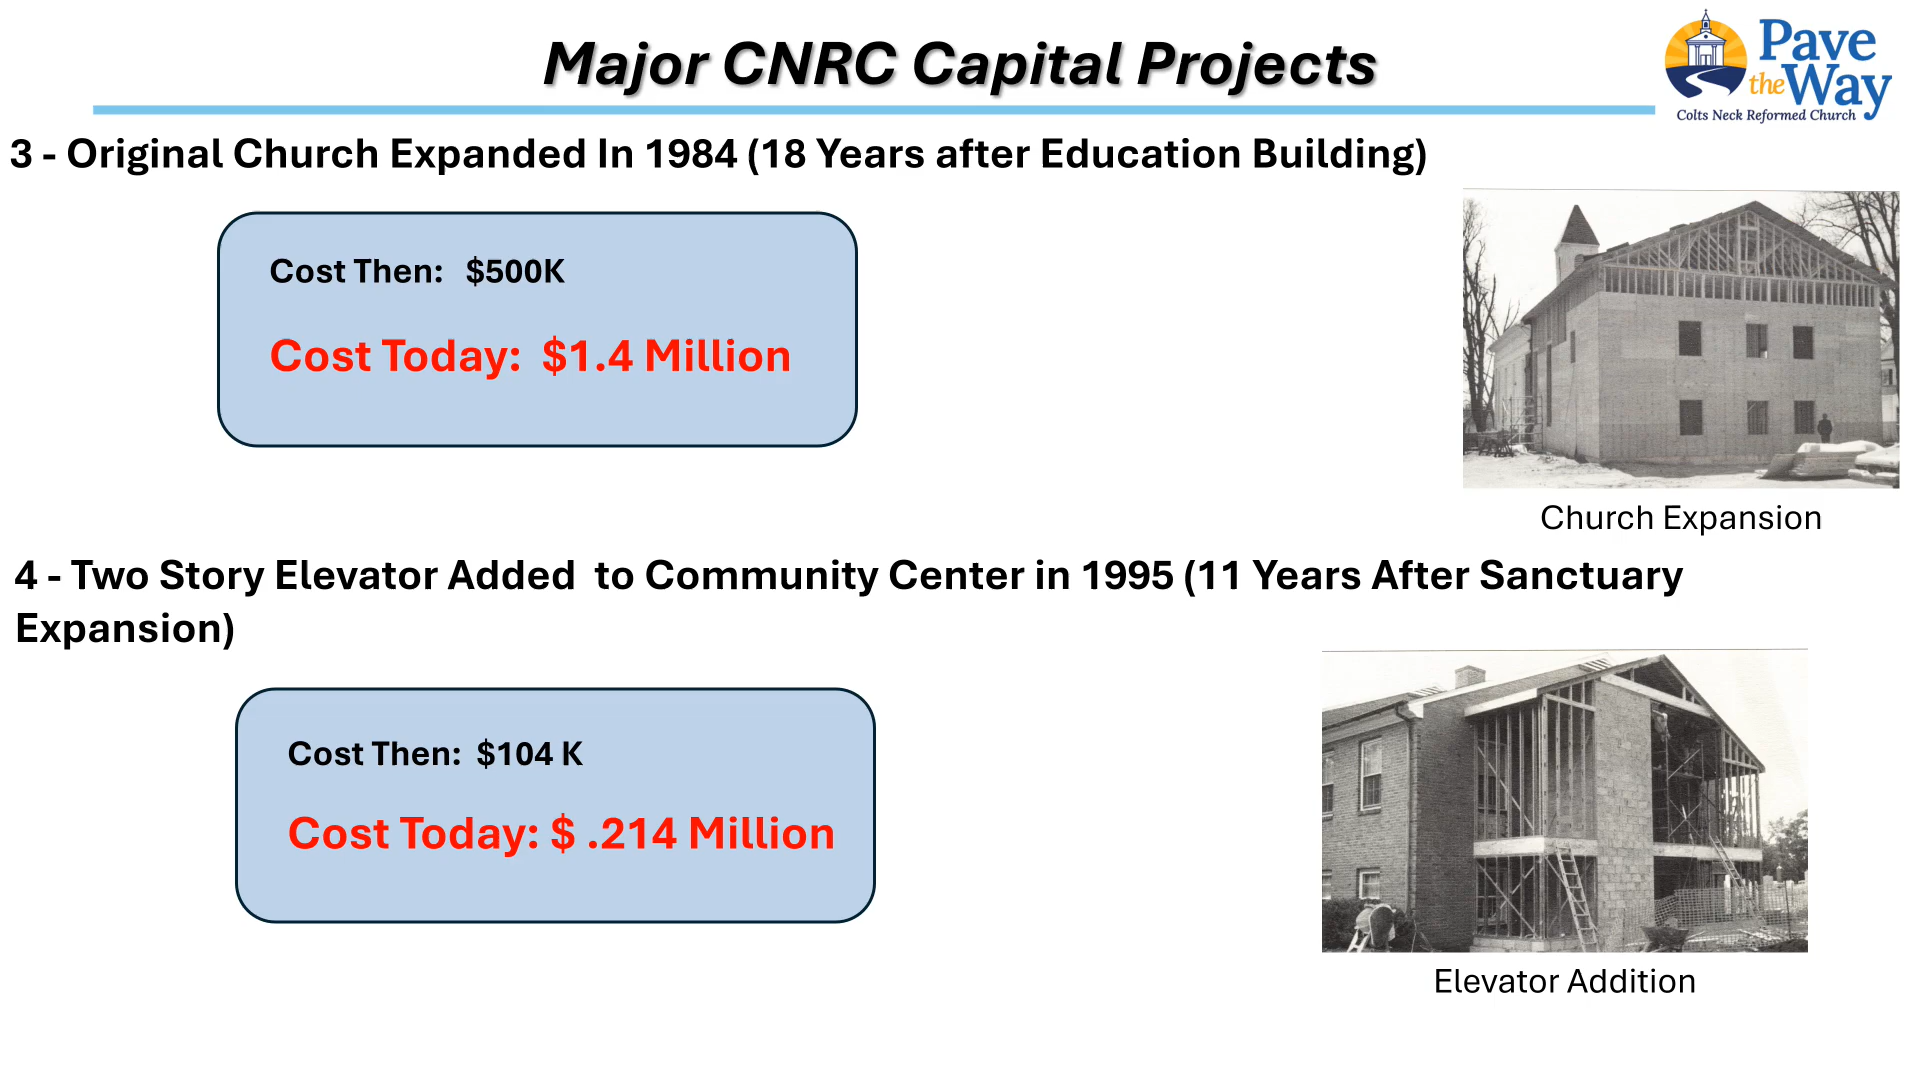 Major CNRC Capital Projects
Pave
the Way
Colts Neck Reformed Church
3 - Original Church Expanded In 1984 (18 Years after Education Building)
Cost Then: $500K
Cost Today: $1.4 Million
Church Expansion
4 - Two Story Elevator Added to Community Center in 1995 (11 Years After Sanctuary
Expansion)
Cost Then: $104 K
Cost Today: $ .214 Million
Elevator Addition